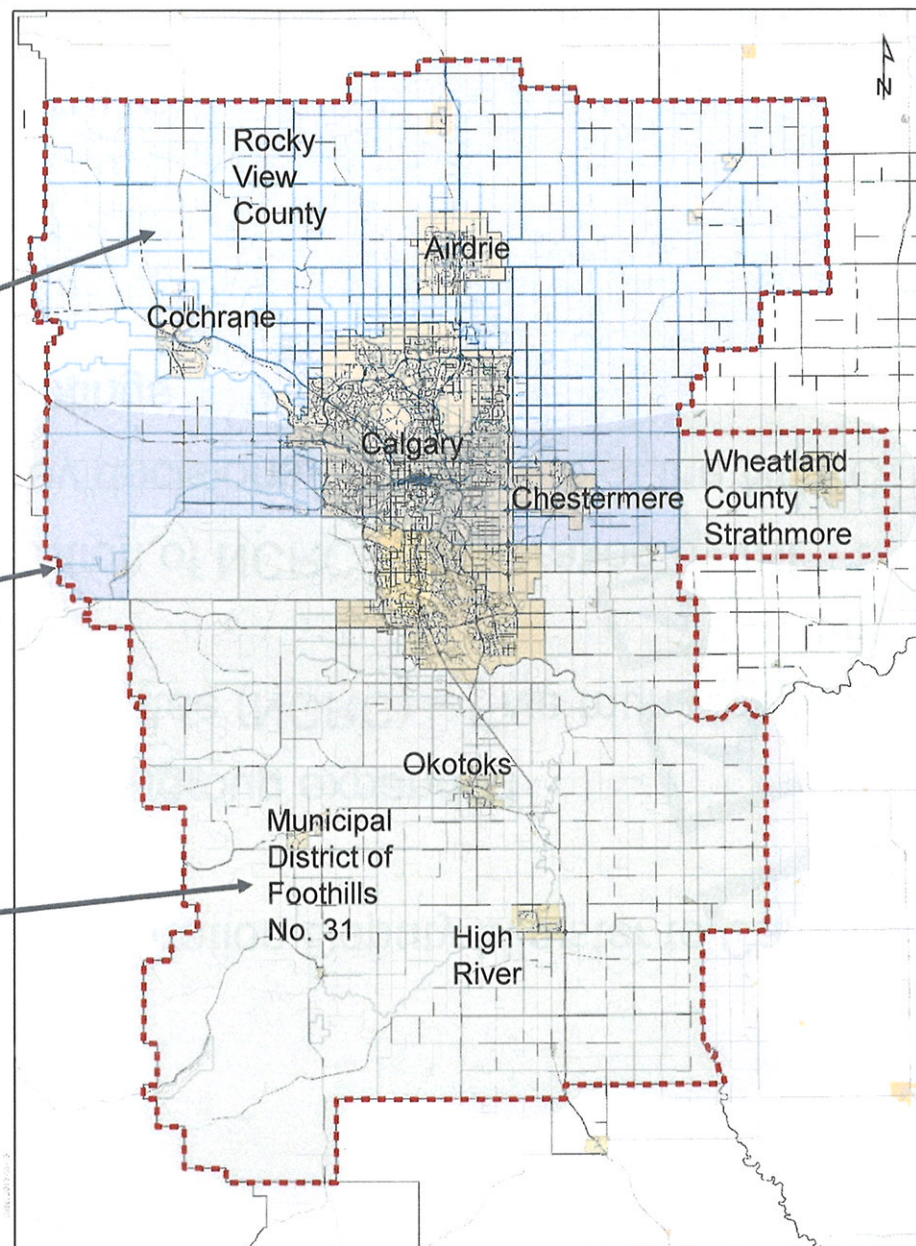 N
Rocky
View
County
Airdrie
Cochrane
Calgary
Chestermere
Wheatland
County
Strathmore
Okotoks
Municipal
District of
Foothills
No. 31
High
River